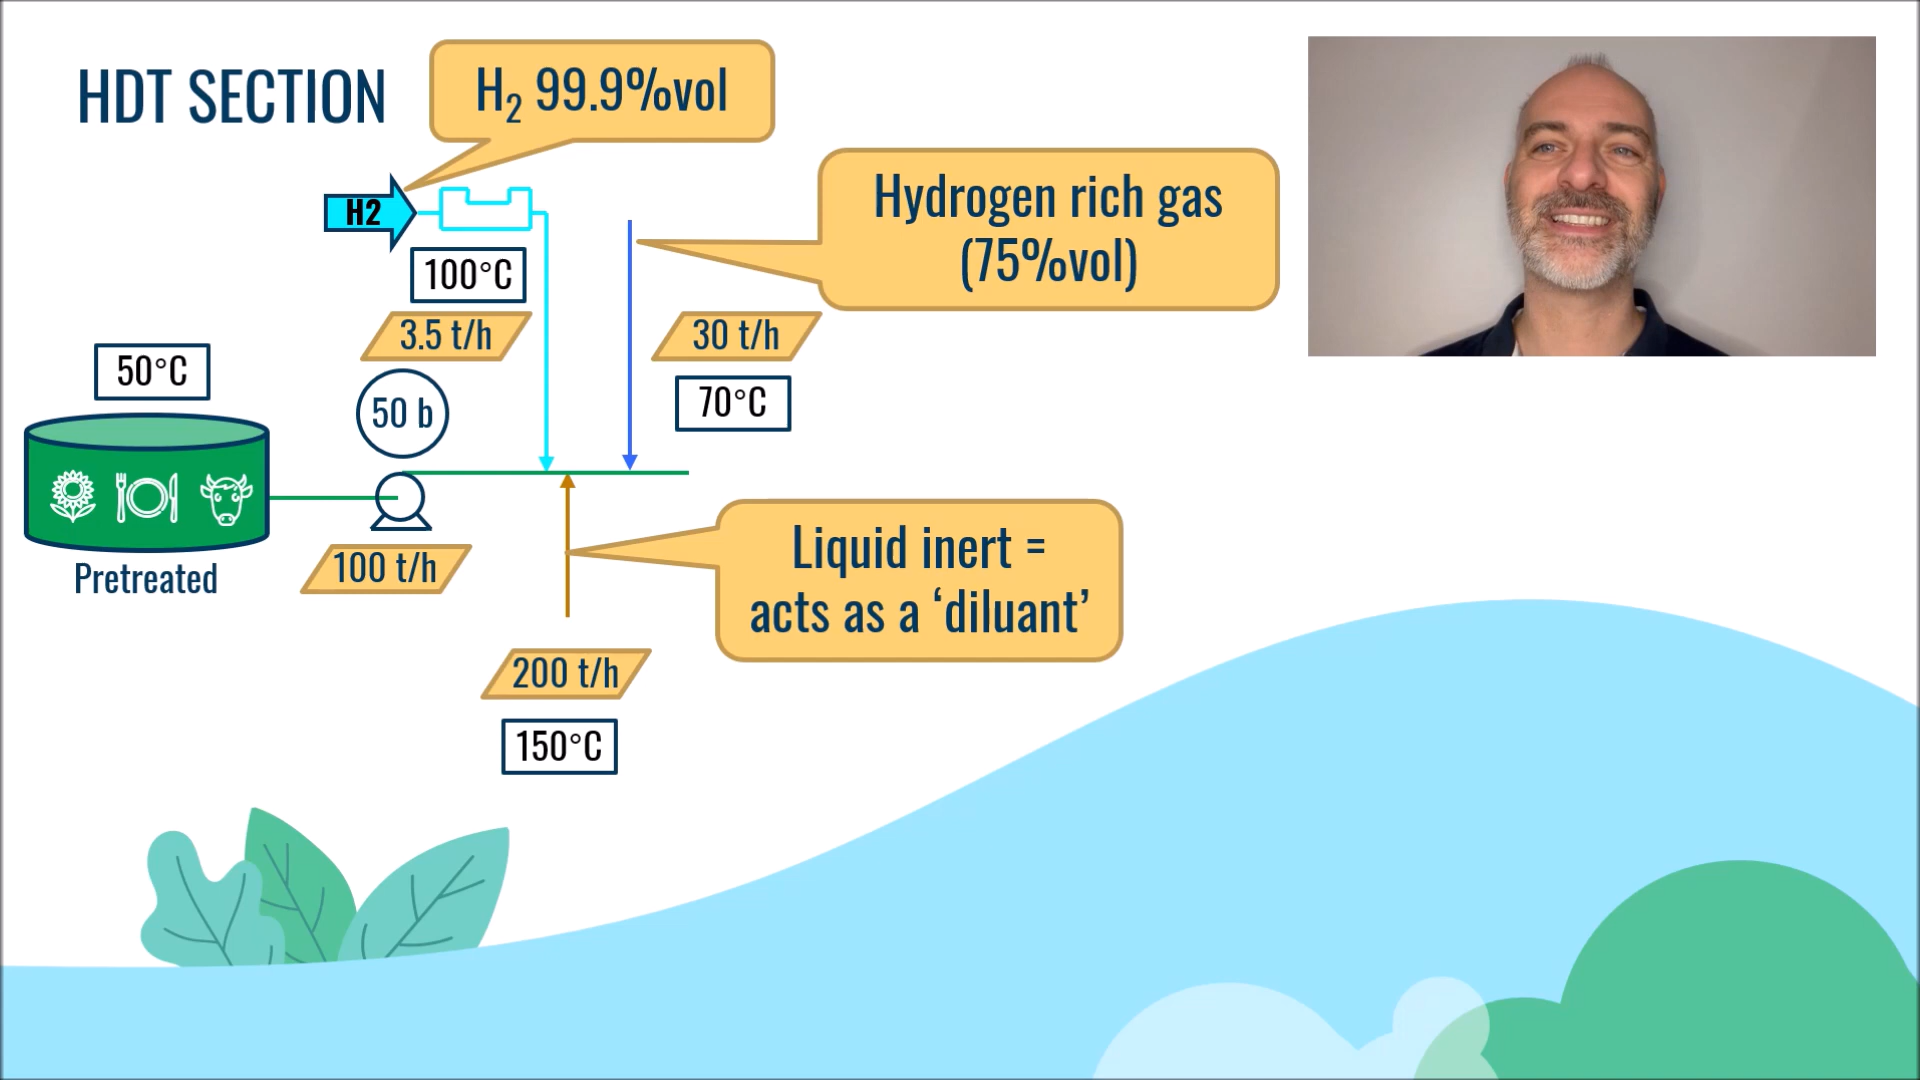 HDT SECTION
H₂ 99.9%vol
H2
Hydrogen rich gas
(75%vol)
100°C
3.5 t/h
30 t/h
50°C
50 b
70°C
Pretreated
100 t/h
Liquid inert =
acts as a ‘diluant’
200 t/h
150°C